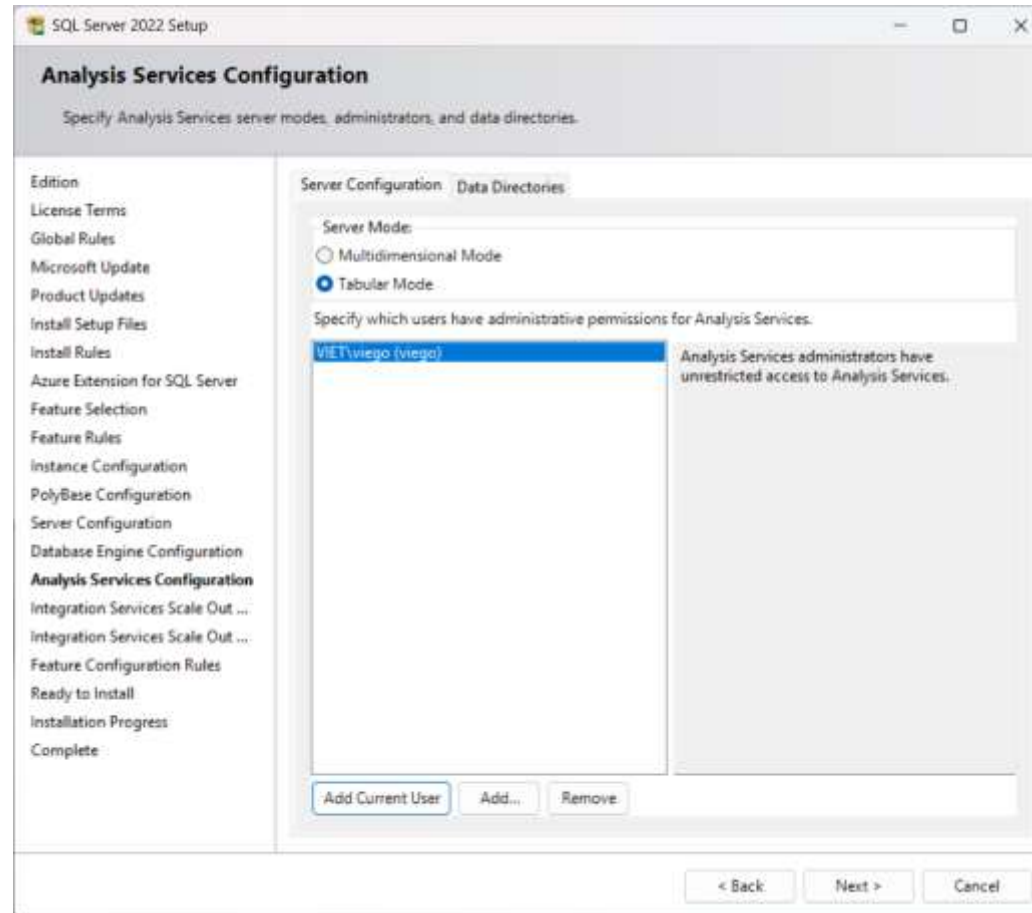 SQL Server 2022 Setup
Analysis Services Configuration
Specify Analysis Services server modes, administrators, and data directories.
Edition
License Terms
Global Rules
Microsoft Update
Product Updates
Install Setup Files
Install Rules
Azure Extension for SQL Server
Feature Selection
Feature Rules
Instance Configuration
PolyBase Configuration
Server Configuration
Database Engine Configuration
Analysis Services Configuration
Integration Services Scale Out ...
Integration Services Scale Out ...
Feature Configuration Rules
Ready to Install
Installation Progress
Complete
Server Configuration
Data Directories
Server Mode:
Multidimensional Mode
Tabular Mode
Specify which users have administrative permissions for Analysis Services.
VIET\viego (viego)
Analysis Services administrators have
unrestricted access to Analysis Services.
Add Current User
Add...
Remove
< Back
Next >
Cancel